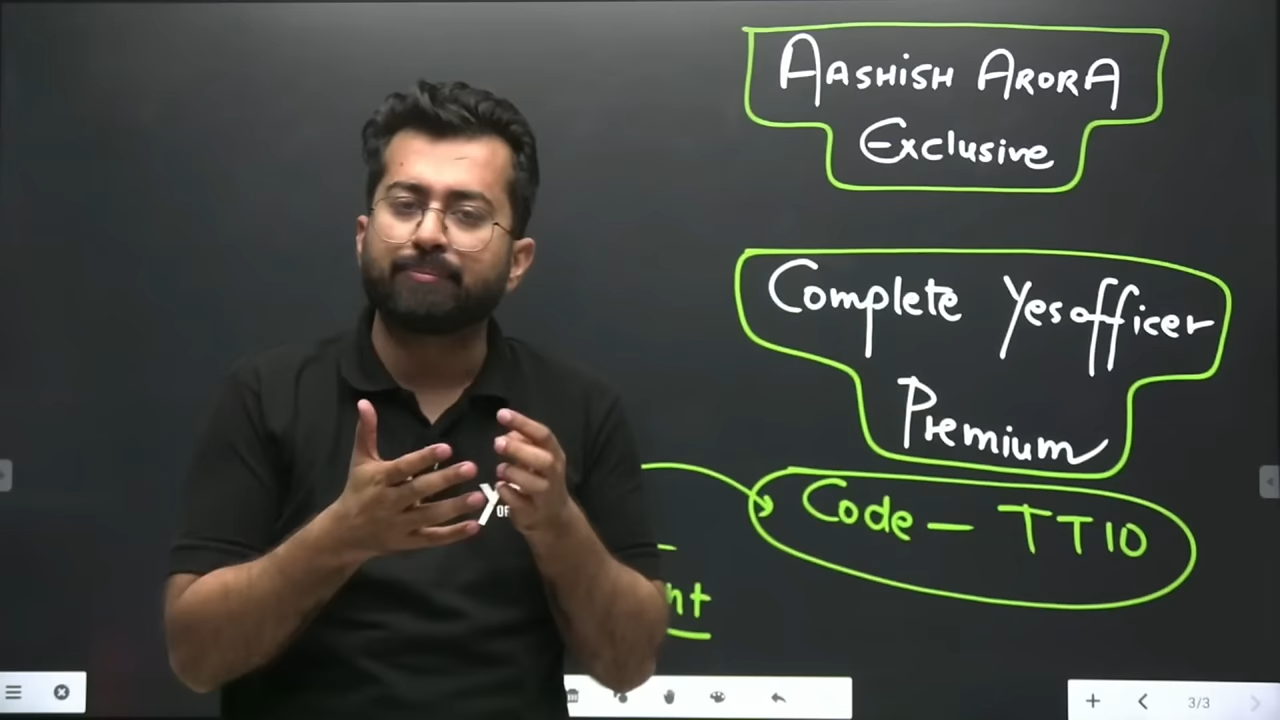 AASHISH ARORA
Exclusive
Complete Yesofficer
Premium
Code - TT10
3/3